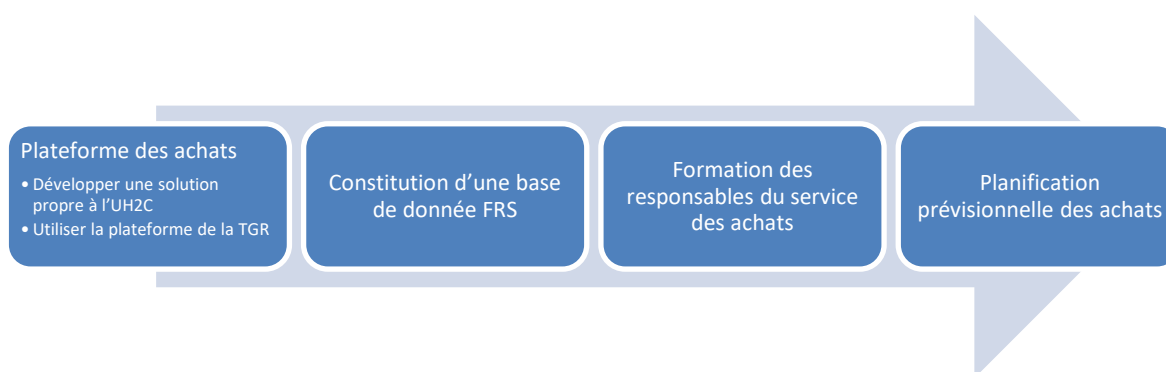 Plateforme des achats
• Développer une solution
propre à l'UH2C
• Utiliser la plateforme de la TGR
Constitution d'une base
de donnée FRS
Formation des
responsables du service
des achats
Planification
prévisionnelle des achats